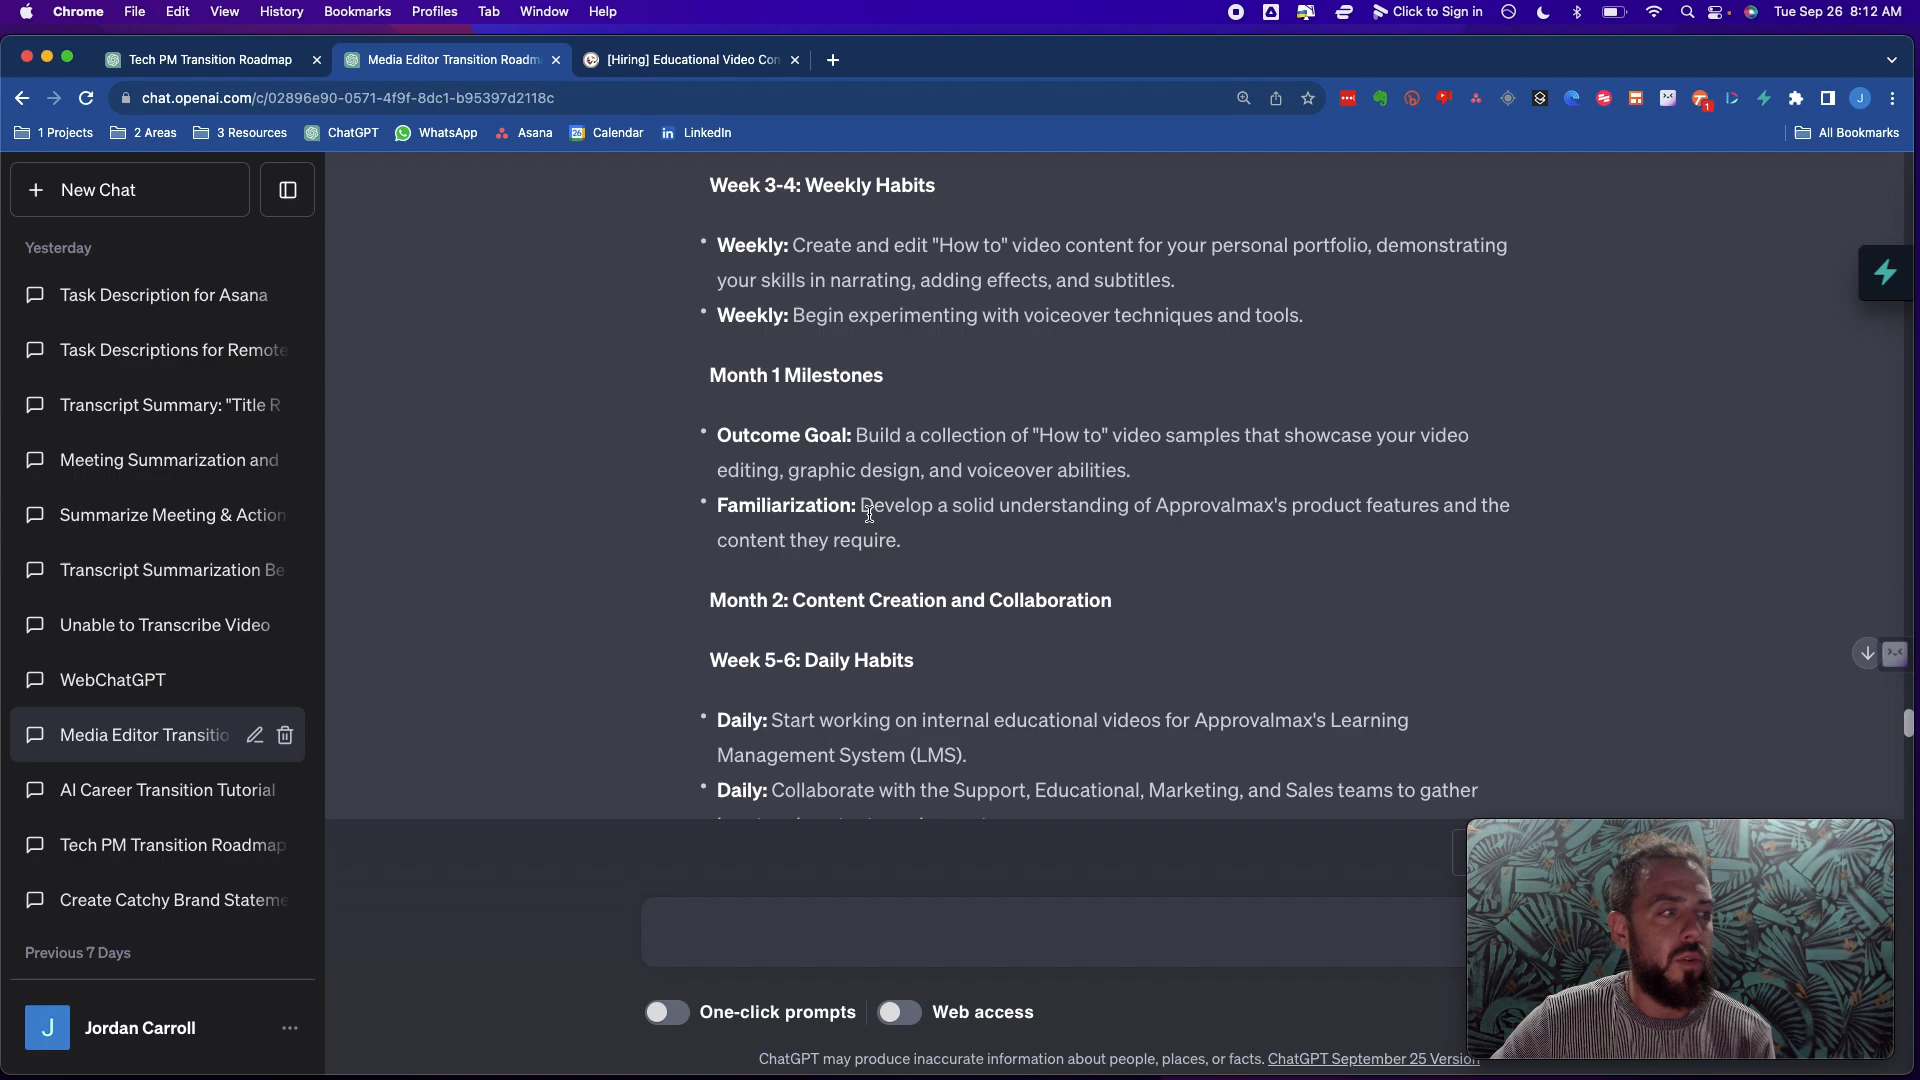 Chrome File Edit View History Bookmarks Profiles Tab Window Help Click to Sign in Tue Sep 26 8:12 AM
Tech PM Transition Roadmap Media Editor Transition Roadm [Hiring] Educational Video Con
chat.openai.com/c/02896e90-0571-4f9f-8dc1-b95397d2118c
1 Projects 2 Areas 3 Resources ChatGPT WhatsApp Asana 26 Calendar LinkedIn All Bookmarks
New Chat
Yesterday
Task Description for Asana
Task Descriptions for Remote
Transcript Summary: "Title R
Meeting Summarization and
Summarize Meeting & Action
Transcript Summarization Be
Unable to Transcribe Video
WebChatGPT
Media Editor Transitio
AI Career Transition Tutorial
Tech PM Transition Roadmap
Create Catchy Brand Stateme
Previous 7 Days
J Jordan Carroll
Week 3-4: Weekly Habits
Weekly: Create and edit "How to" video content for your personal portfolio, demonstrating
your skills in narrating, adding effects, and subtitles.
Weekly: Begin experimenting with voiceover techniques and tools.
Month 1 Milestones
Outcome Goal: Build a collection of "How to" video samples that showcase your video
editing, graphic design, and voiceover abilities.
Familiarization: Develop a solid understanding of Approvalmax's product features and the
content they require.
Month 2: Content Creation and Collaboration
Week 5-6: Daily Habits
Daily: Start working on internal educational videos for Approvalmax's Learning
Management System (LMS).
Daily: Collaborate with the Support, Educational, Marketing, and Sales teams to gather
One-click prompts Web access
ChatGPT may produce inaccurate information about people, places, or facts. ChatGPT September 25 Version